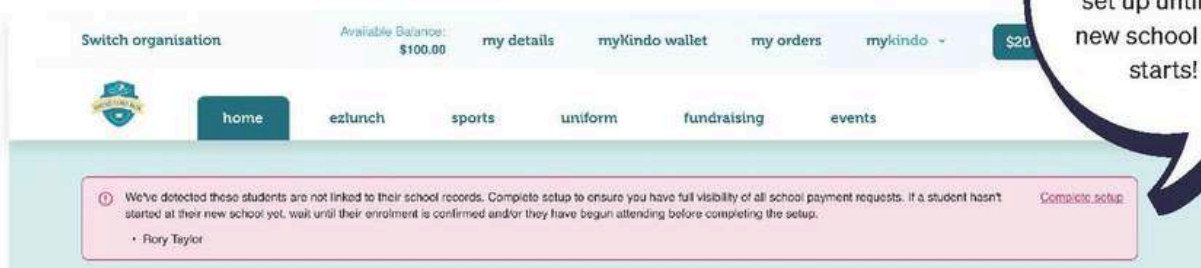 set up until
new school
starts!
Switch organisation
Available Balance:
$100.00
my details
myKindo wallet
my orders
mykindo
$20
home
ezlunch
sports
uniform
fundraising
events
We've detected these students are not linked to their school records. Complete setup to ensure you have full visibility of all school payment requests. If a student hasn't
started at their new school yet, wait until their enrolment is confirmed and/or they have begun attending before completing the setup.
Complete setup
• Rory Taylor